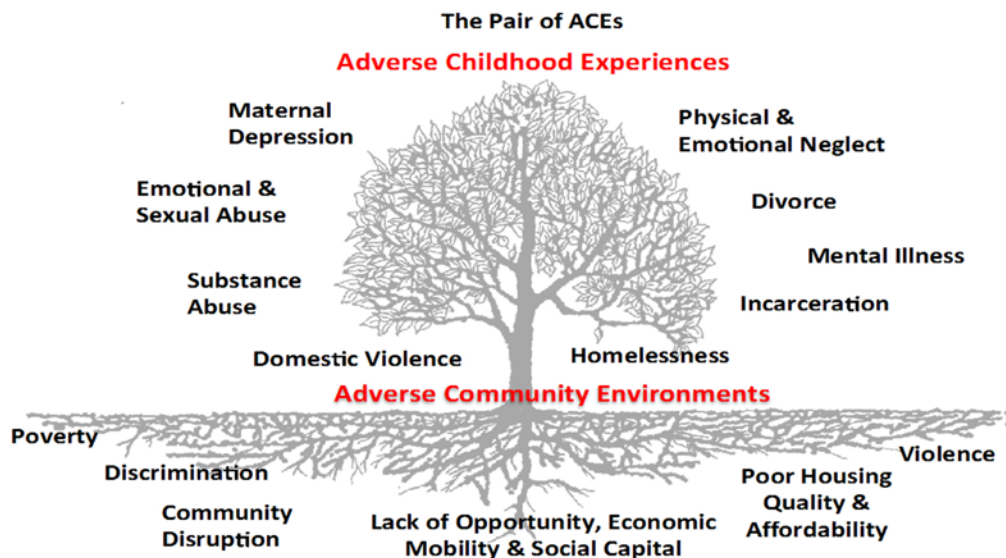 The Pair of ACEs
Adverse Childhood Experiences
Maternal
Depression
Physical &
Emotional Neglect
Emotional &
Sexual Abuse
Divorce
Mental Illness
Substance
Abuse
Incarceration
Domestic Violence
Homelessness
Adverse Community Environments
Poverty
Violence
Discrimination
Poor Housing
Quality &
Affordability
Community
Disruption
Lack of Opportunity, Economic
Mobility & Social Capital